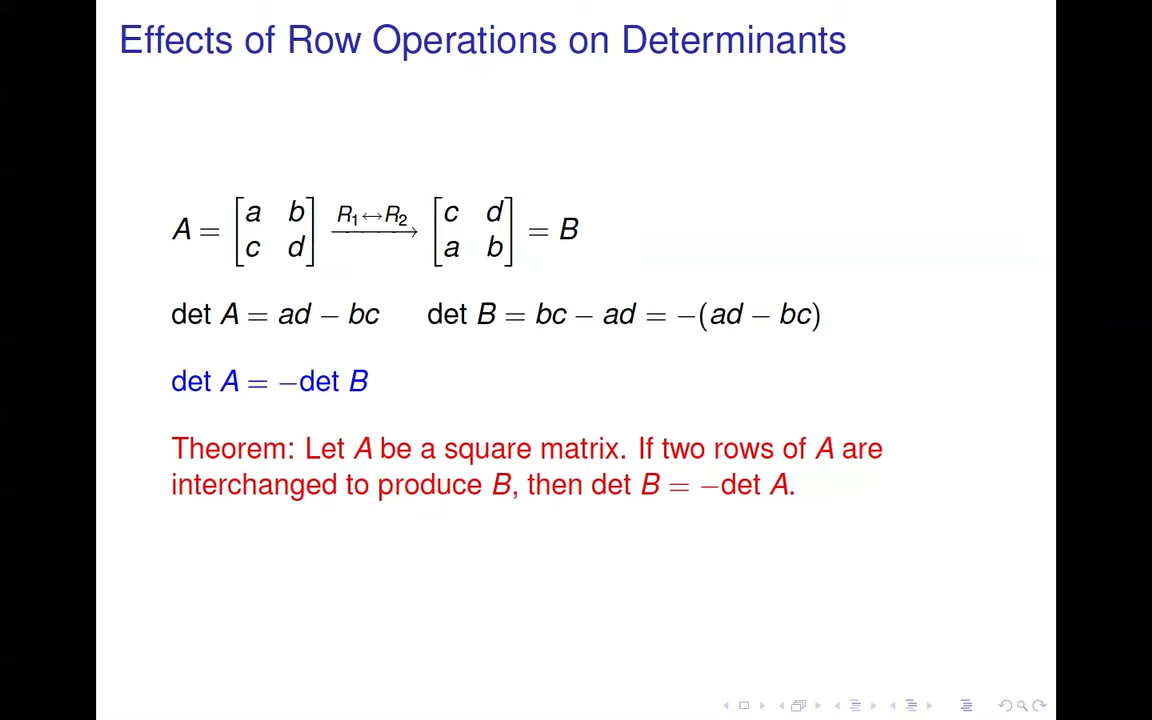 Effects of Row Operations on Determinants
A = [a b; c d] R₁↔R₂ → [c d; a b] = B
det A = ad − bc det B = bc − ad = −(ad − bc)
det A = −det B
Theorem: Let A be a square matrix. If two rows of A are
interchanged to produce B, then det B = −det A.